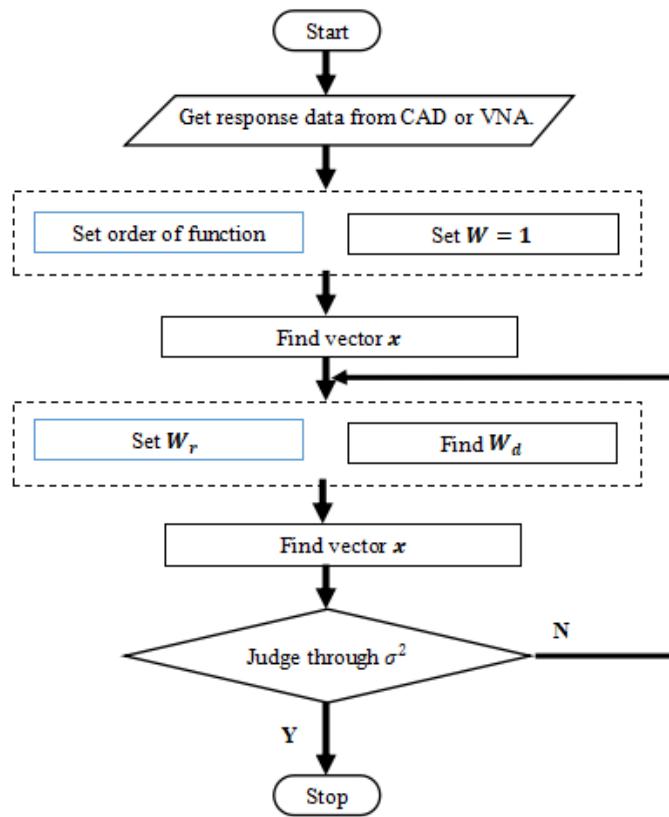 Start
Get response data from CAD or VNA.
Set order of function
Set W = 1
Find vector x
Set W_r
Find W_d
Find vector x
Judge through σ²
N
Y
Stop